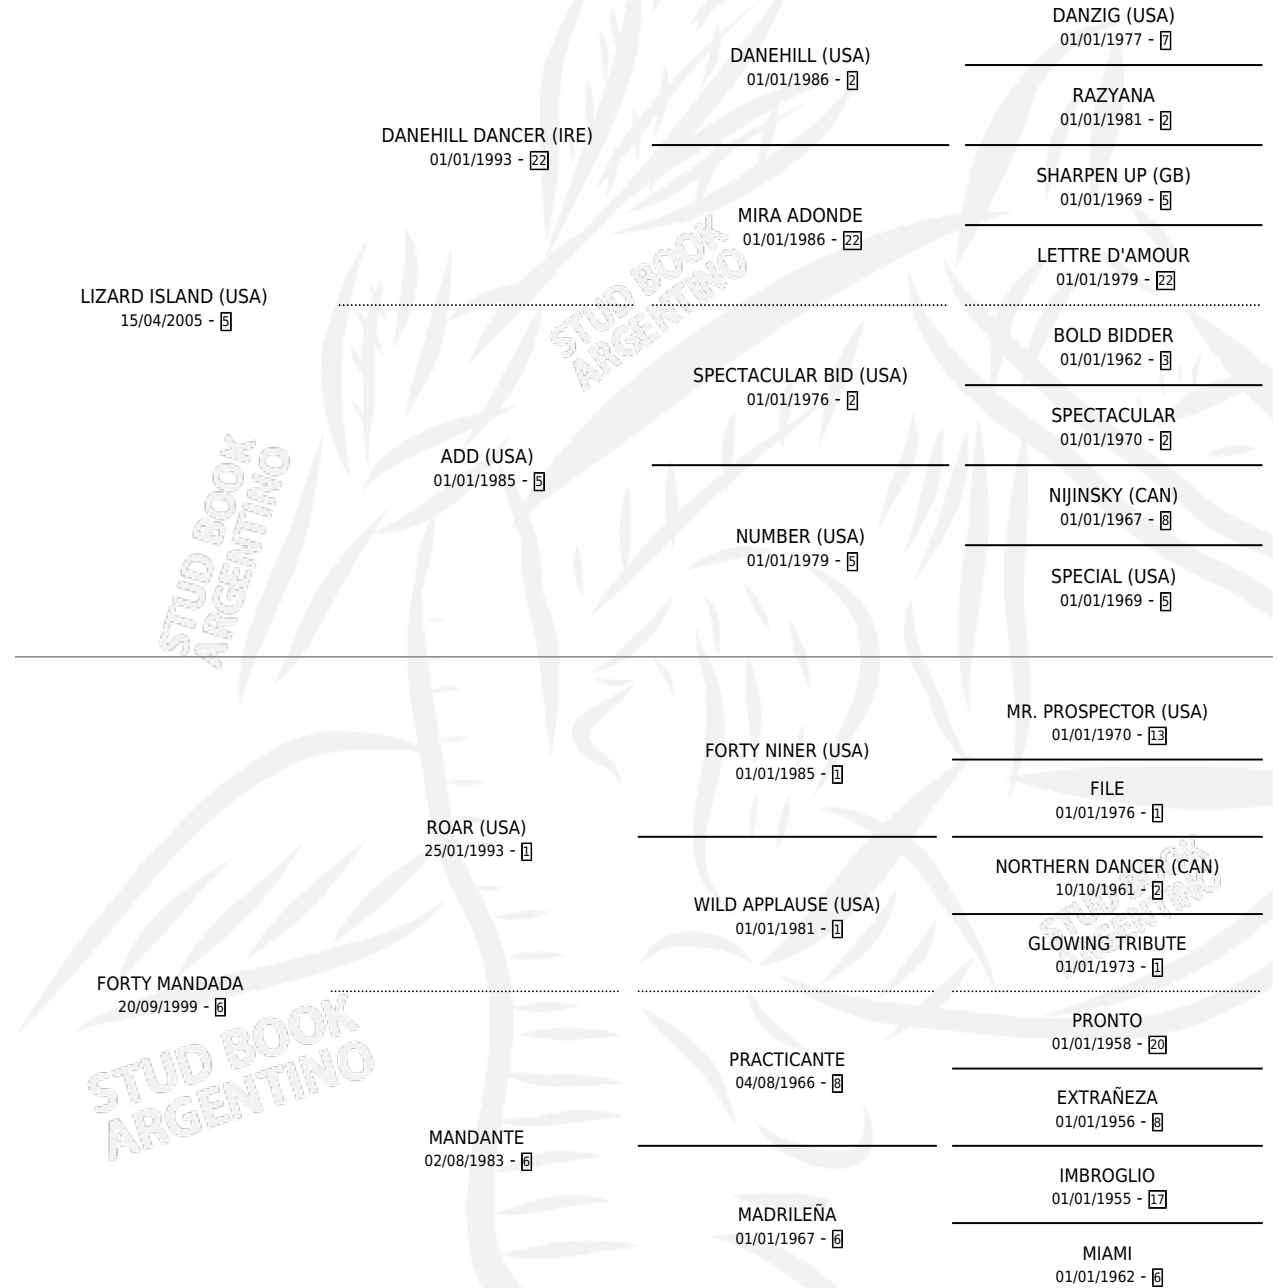 DANZIG (USA)
01/01/1977 - 7
DANEHILL (USA)
01/01/1986 - 2
RAZYANA
01/01/1981 - 2
DANEHILL DANCER (IRE)
01/01/1993 - 22
SHARPEN UP (GB)
01/01/1969 - 5
MIRA ADONDE
01/01/1986 - 22
LETTRE D'AMOUR
01/01/1979 - 22
LIZARD ISLAND (USA)
15/04/2005 - 5
BOLD BIDDER
01/01/1962 - 3
SPECTACULAR BID (USA)
01/01/1976 - 2
SPECTACULAR
01/01/1970 - 2
ADD (USA)
01/01/1985 - 5
NIJINSKY (CAN)
01/01/1967 - 8
NUMBER (USA)
01/01/1979 - 5
SPECIAL (USA)
01/01/1969 - 5
MR. PROSPECTOR (USA)
01/01/1970 - 13
FORTY NINER (USA)
01/01/1985 - 1
FILE
01/01/1976 - 1
ROAR (USA)
25/01/1993 - 1
NORTHERN DANCER (CAN)
10/10/1961 - 2
WILD APPLAUSE (USA)
01/01/1981 - 1
GLOWING TRIBUTE
01/01/1973 - 1
FORTY MANDADA
20/09/1999 - 6
PRONTO
01/01/1958 - 20
PRACTICANTE
04/08/1966 - 8
EXTRAÑEZA
01/01/1956 - 8
MANDANTE
02/08/1983 - 6
IMBROGLIO
01/01/1955 - 17
MADRILEÑA
01/01/1967 - 6
MIAMI
01/01/1962 - 6
STUD BOOK
ARGENTINO
STUD BOOK
ARGENTINO
STUD BOOK
ARGENTINO
STUD BOOK
ARGENTINO